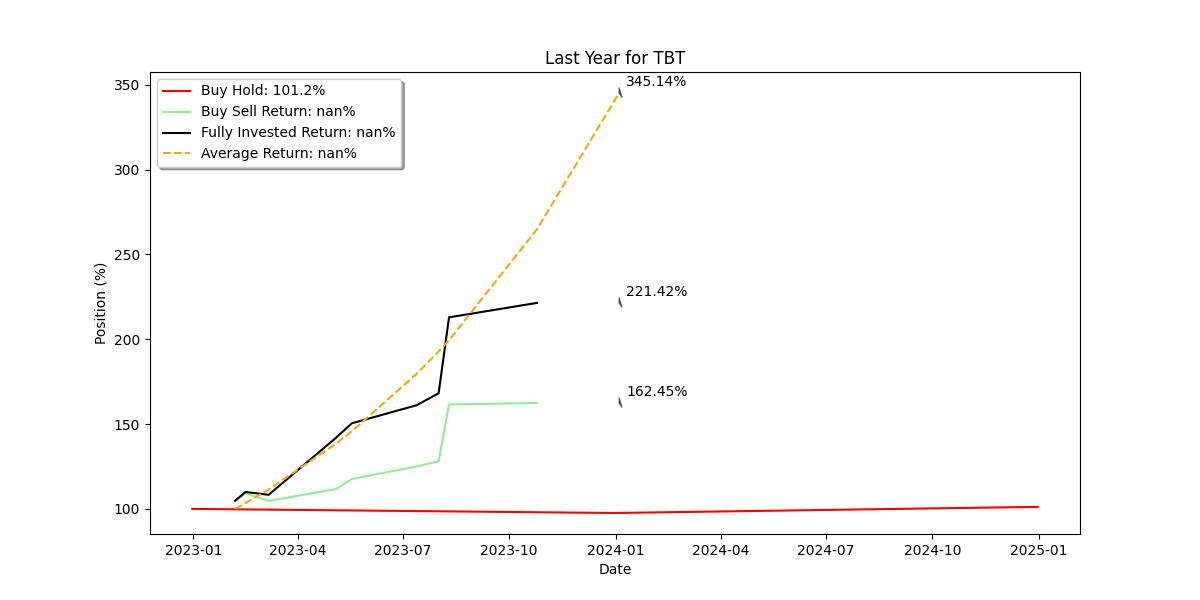 Last Year for TBT
Buy Hold: 101.2%
Buy Sell Return: nan%
Fully Invested Return: nan%
Average Return: nan%
345.14%
221.42%
162.45%
350
300
250
200
150
100
Position (%)
2023-01 2023-04 2023-07 2023-10 2024-01 2024-04 2024-07 2024-10 2025-01
Date